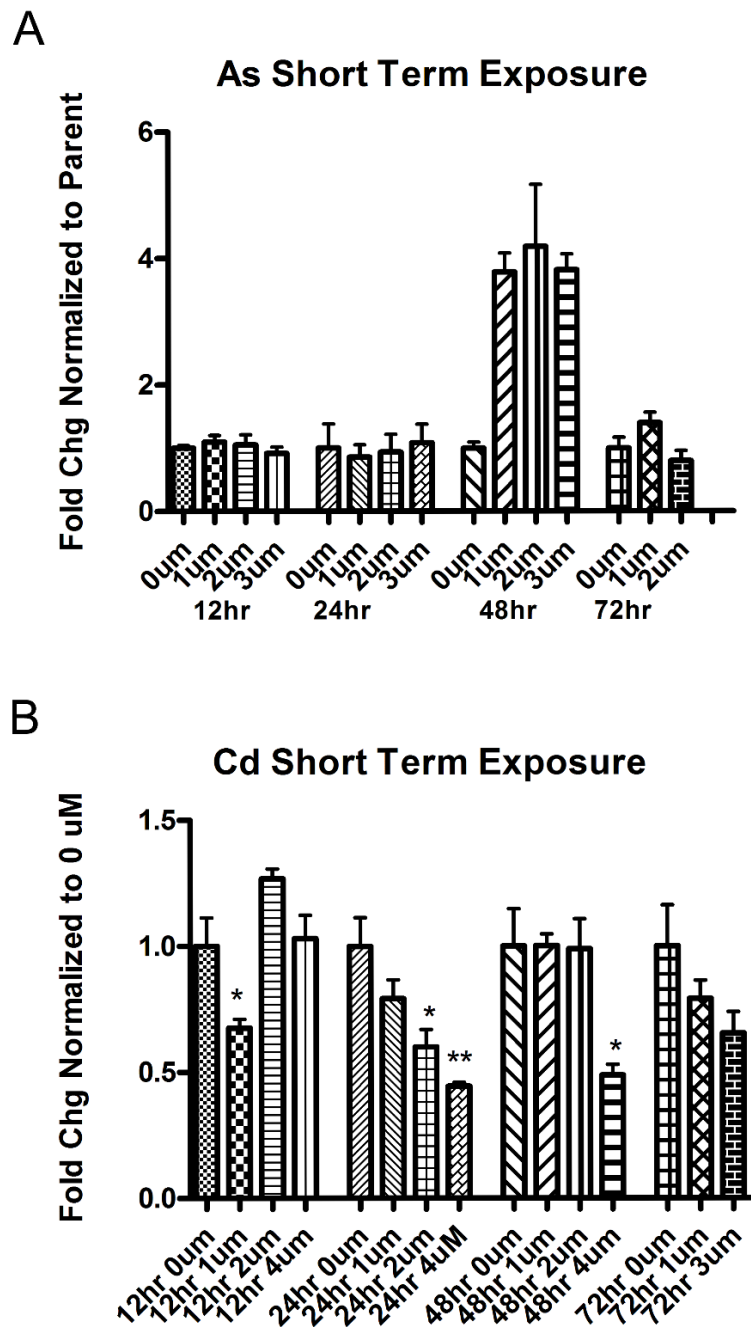 A
As Short Term Exposure
Fold Chg Normalized to Parent
6
4
2
0
0um 1um 2um 3um 0um 1um 2um 3um 0um 1um 2um 3um 0um 1um 2um
12hr 24hr 48hr 72hr
B
Cd Short Term Exposure
Fold Chg Normalized to 0 uM
1.5
1.0
0.5
0.0
*
*
**
*
12hr 0um
12hr 1um
12hr 2um
12hr 4um
24hr 0um
24hr 1um
24hr 2um
24hr 4uM
48hr 0um
48hr 1um
48hr 2um
48hr 4um
72hr 0um
72hr 1um
72hr 3um